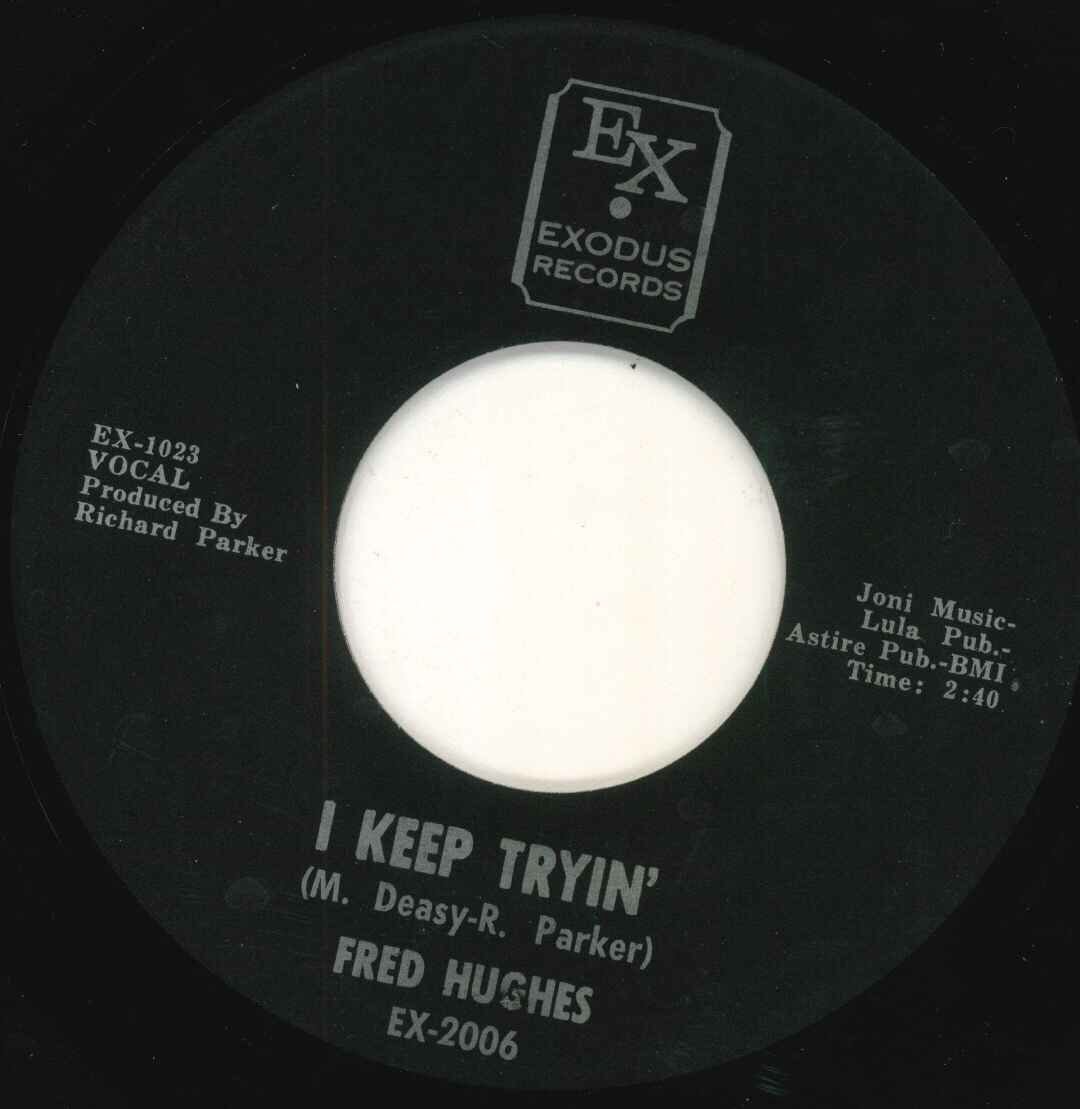 EX
EXODUS
RECORDS
EX-1023
VOCAL
Produced By
Richard Parker
Joni Music-
Lula Pub.-
Astire Pub.-BMI
Time: 2:40
I KEEP TRYIN'
(M. Deasy-R. Parker)
FRED HUGHES
EX-2006